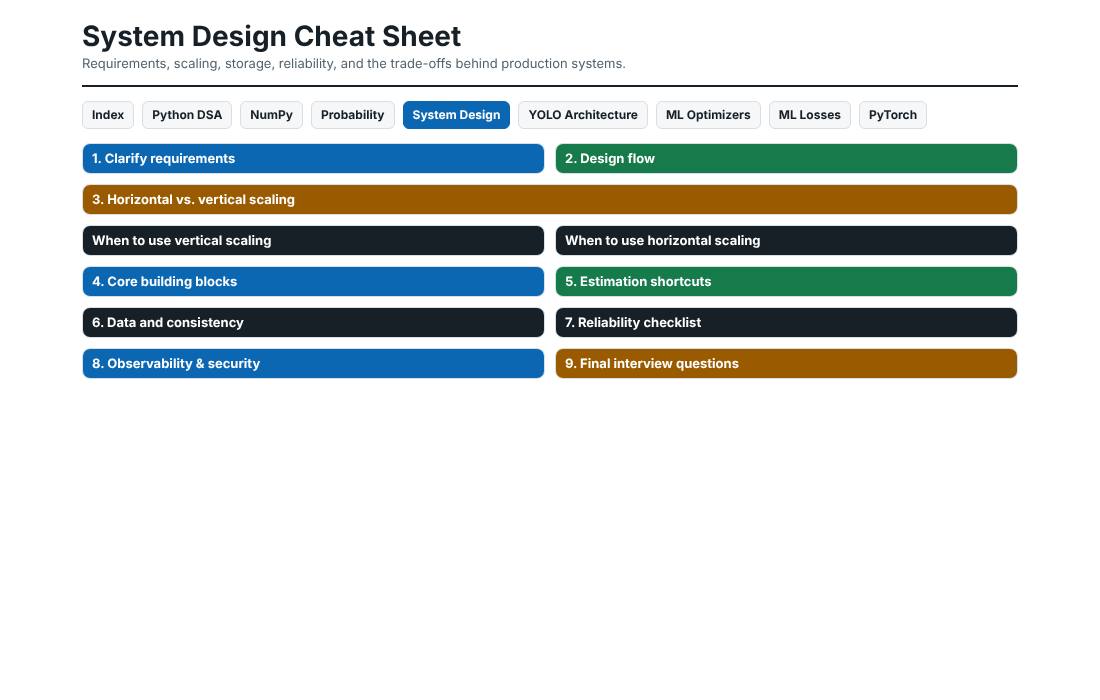 System Design Cheat Sheet
Requirements, scaling, storage, reliability, and the trade-offs behind production systems.
Index Python DSA NumPy Probability System Design YOLO Architecture ML Optimizers ML Losses PyTorch
1. Clarify requirements
2. Design flow
3. Horizontal vs. vertical scaling
When to use vertical scaling
When to use horizontal scaling
4. Core building blocks
5. Estimation shortcuts
6. Data and consistency
7. Reliability checklist
8. Observability & security
9. Final interview questions